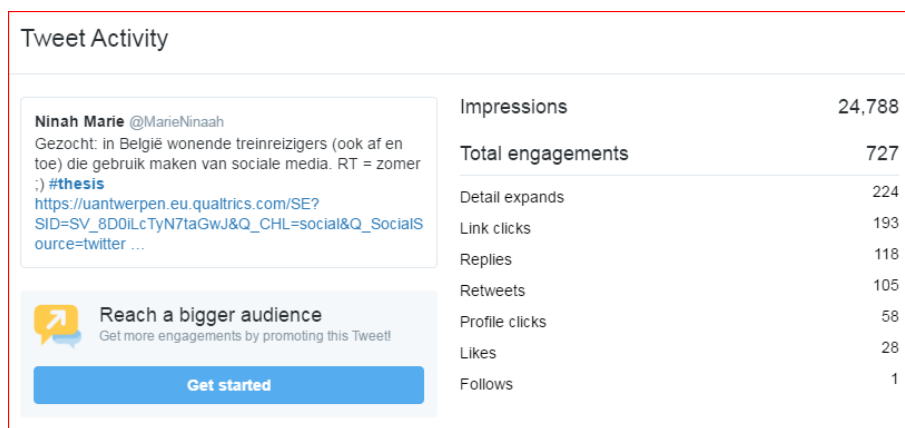 Tweet Activity
Ninah Marie @MarieNinaah
Gezocht: in België wonende treinreizigers (ook af en
toe) die gebruik maken van sociale media. RT = zomer
;) #thesis
https://uantwerpen.eu.qualtrics.com/SE?
SID=SV_8D0iLcTyN7taGwJ&Q_CHL=social&Q_SocialS
ource=twitter …
Reach a bigger audience
Get more engagements by promoting this Tweet!
Get started
Impressions 24,788
Total engagements 727
Detail expands 224
Link clicks 193
Replies 118
Retweets 105
Profile clicks 58
Likes 28
Follows 1